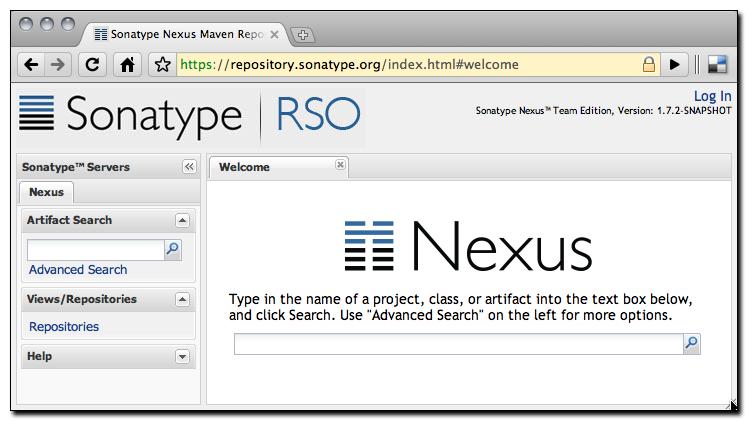 Sonatype Nexus Maven Repo
https://repository.sonatype.org/index.html#welcome
Sonatype RSO
Log In
Sonatype Nexus™ Team Edition, Version: 1.7.2-SNAPSHOT
Sonatype™ Servers
Nexus
Artifact Search
Advanced Search
Views/Repositories
Repositories
Help
Welcome
Nexus
Type in the name of a project, class, or artifact into the text box below,
and click Search. Use "Advanced Search" on the left for more options.